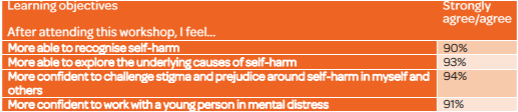 Learning objectives
Strongly
agree/agree
After attending this workshop, I feel...
More able to recognise self-harm 90%
More able to explore the underlying causes of self-harm 93%
More confident to challenge stigma and prejudice around self-harm in myself and 94%
others
More confident to work with a young person in mental distress 91%